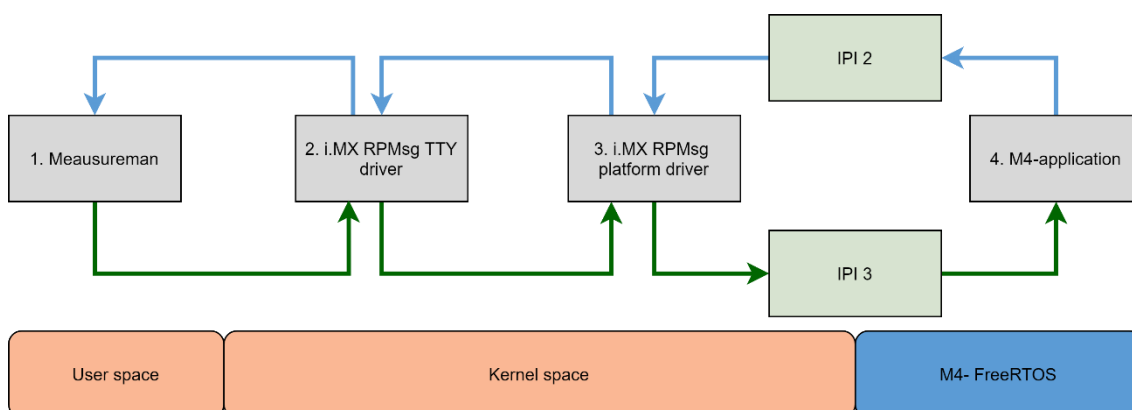 IPI 2
1. Meausureman
2. i.MX RPMsg TTY
driver
3. i.MX RPMsg
platform driver
4. M4-application
IPI 3
User space
Kernel space
M4- FreeRTOS